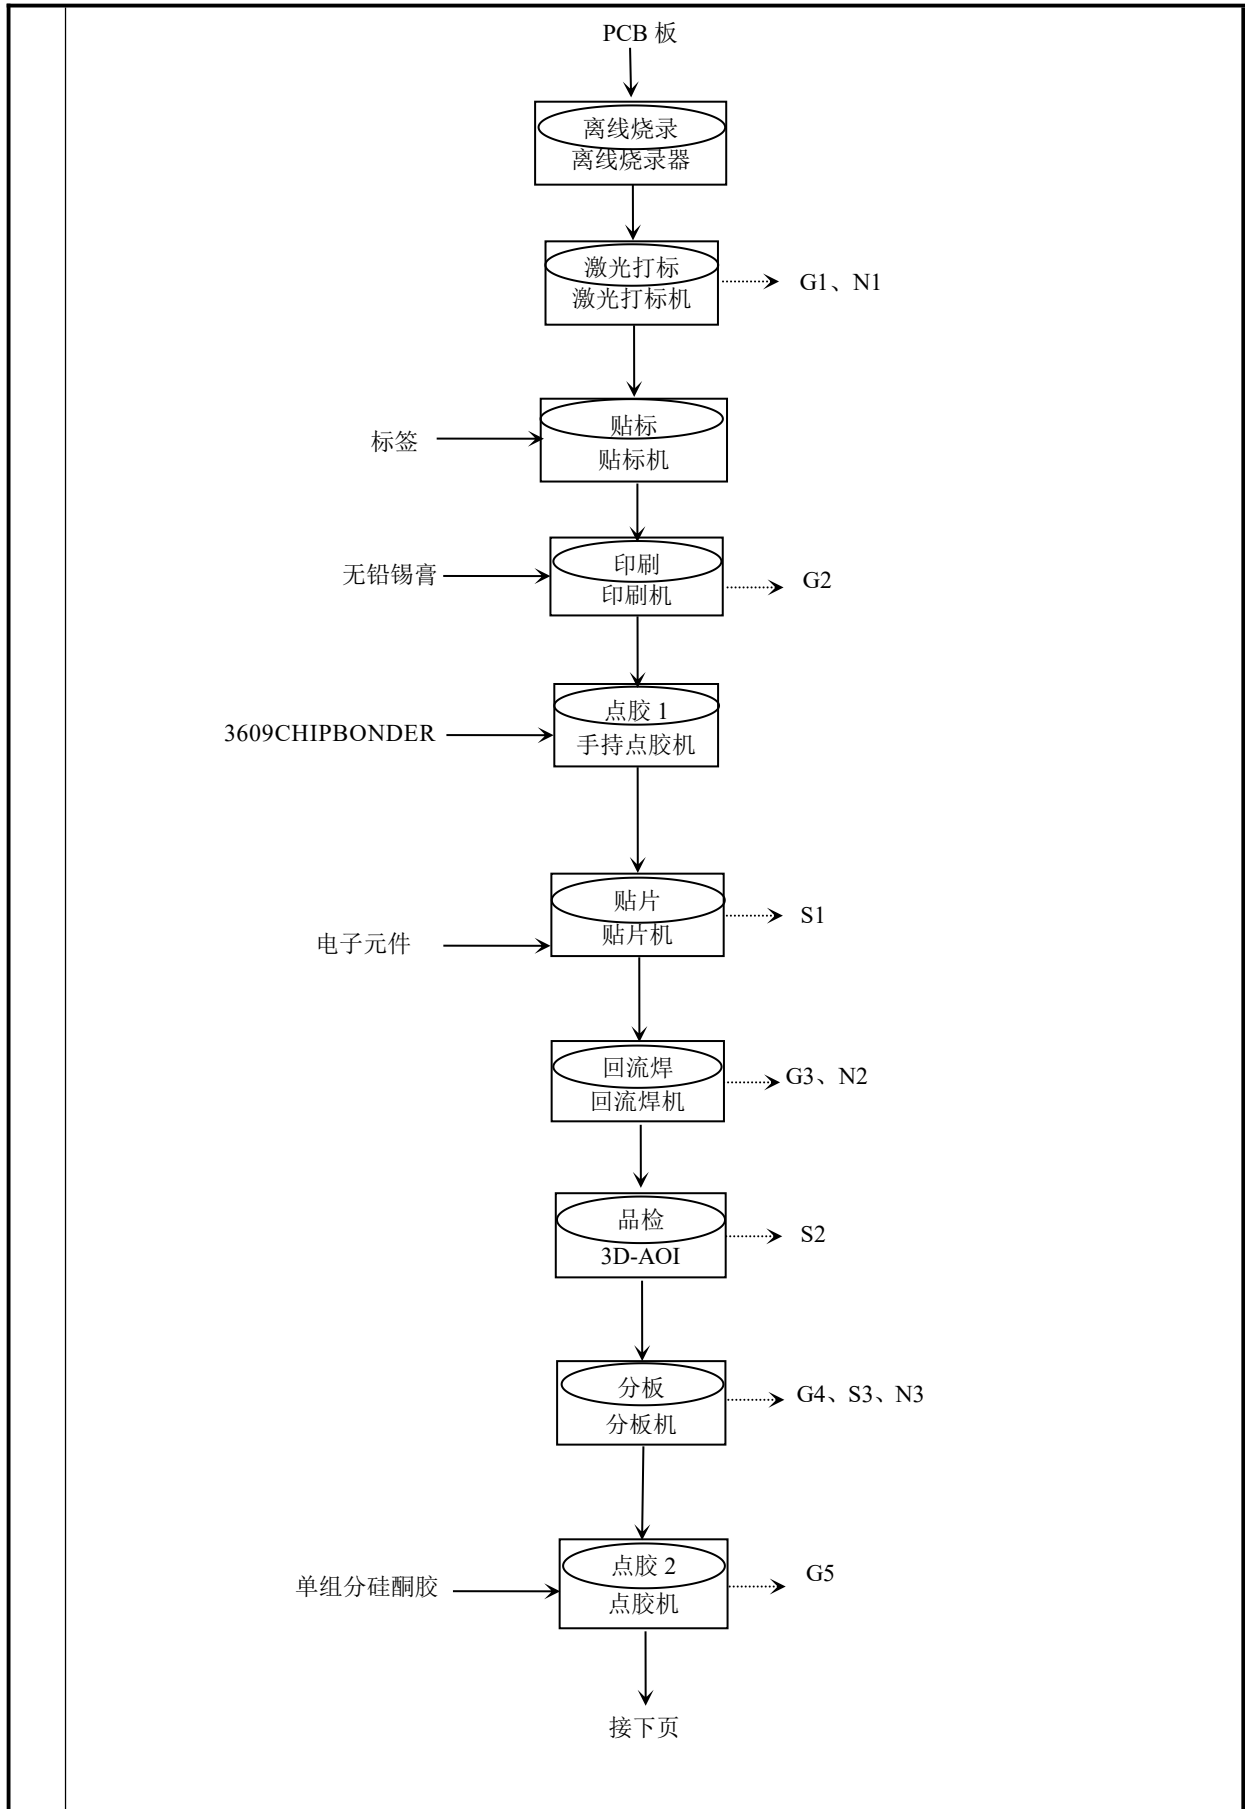 PCB 板
离线烧录
离线烧录器
激光打标
激光打标机
G1、N1
标签
贴标
贴标机
无铅锡膏
印刷
印刷机
G2
3609CHIPBONDER
点胶 1
手持点胶机
电子元件
贴片
贴片机
S1
回流焊
回流焊机
G3、N2
品检
3D-AOI
S2
分板
分板机
G4、S3、N3
单组分硅酮胶
点胶 2
点胶机
G5
接下页